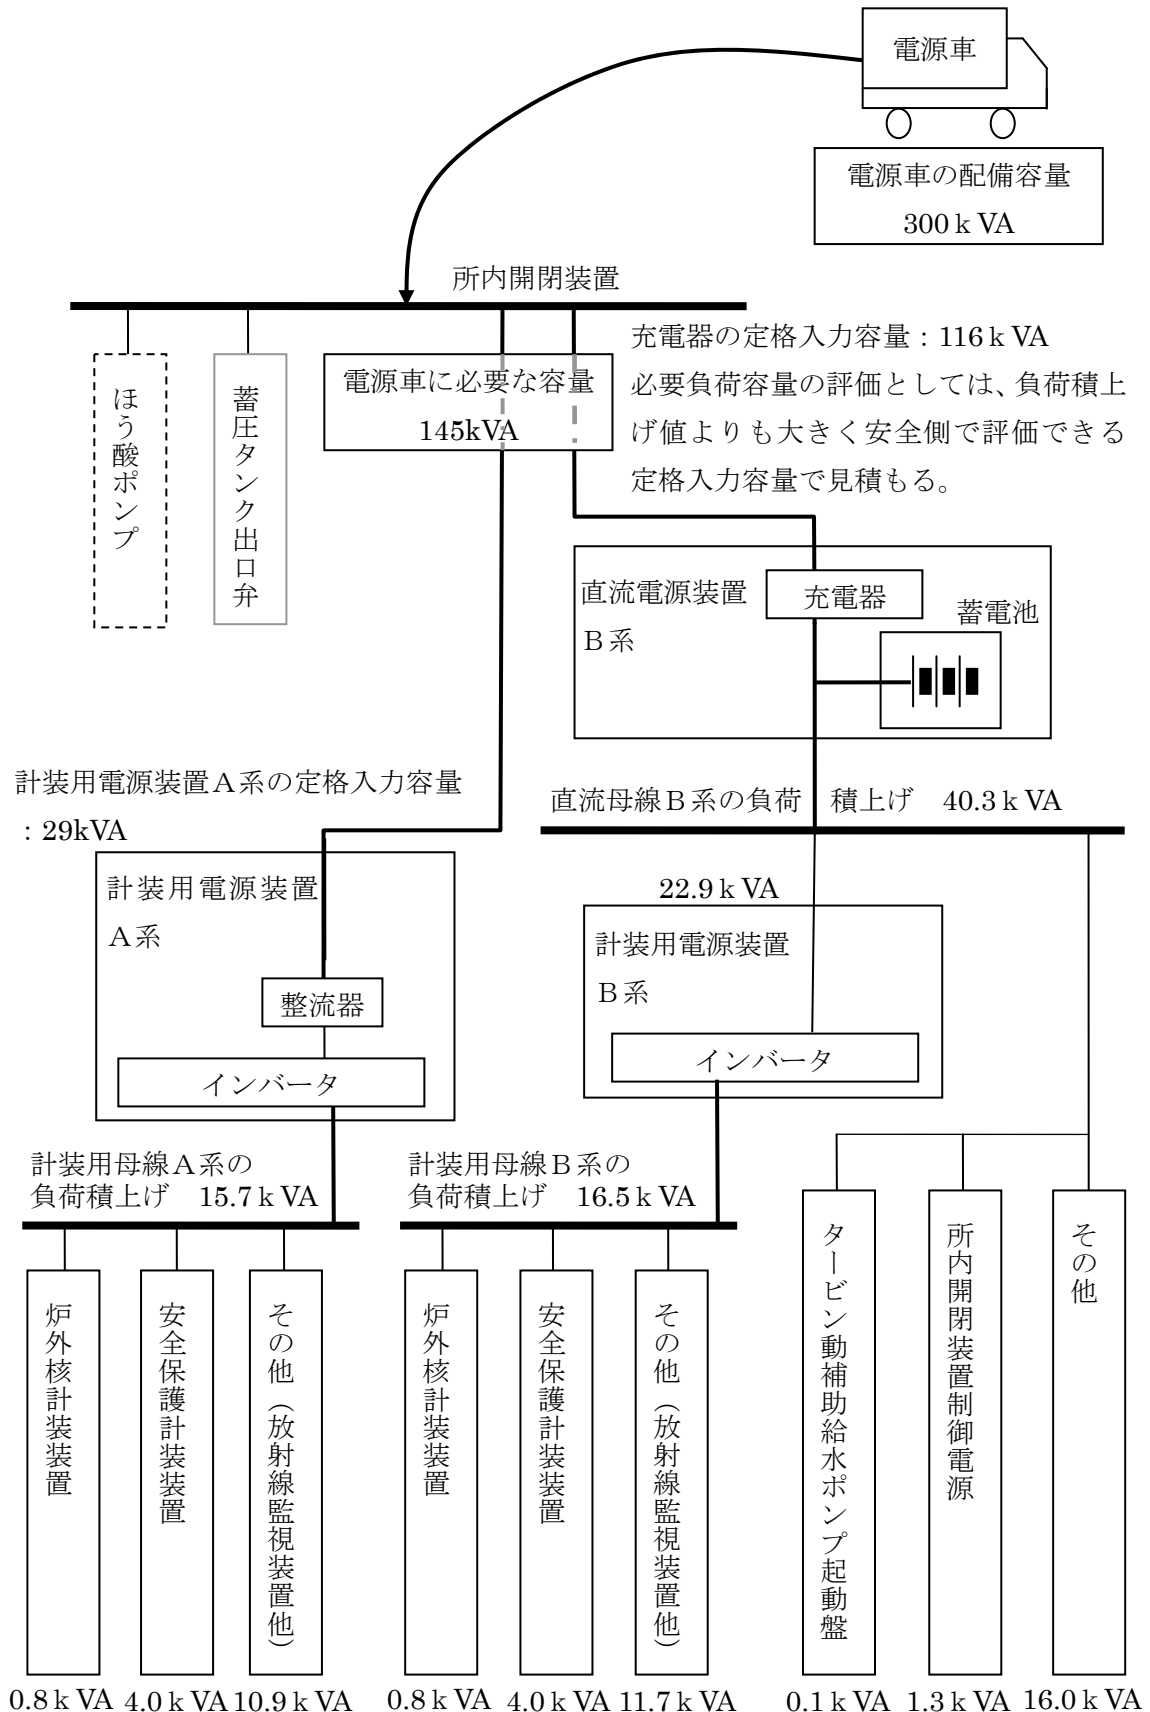 電源車
電源車の配備容量
300ｋVA
所内開閉装置
ほう酸ポンプ
蓄圧タンク出口弁
電源車に必要な容量
145kVA
充電器の定格入力容量：116ｋVA
必要負荷容量の評価としては、負荷積上
げ値よりも大きく安全側で評価できる
定格入力容量で見積もる。
直流電源装置
Ｂ系
充電器
蓄電池
計装用電源装置Ａ系の定格入力容量
：29kVA
直流母線Ｂ系の負荷　積上げ　40.3ｋVA
計装用電源装置
Ａ系
整流器
インバータ
22.9ｋVA
計装用電源装置
Ｂ系
インバータ
計装用母線Ａ系の
負荷積上げ　15.7ｋVA
計装用母線Ｂ系の
負荷積上げ　16.5ｋVA
炉外核計装装置
安全保護計装装置
その他（放射線監視装置他）
炉外核計装装置
安全保護計装装置
その他（放射線監視装置他）
タービン動補助給水ポンプ起動盤
所内開閉装置制御電源
その他
0.8ｋVA
4.0ｋVA
10.9ｋVA
0.8ｋVA
4.0ｋVA
11.7ｋVA
0.1ｋVA
1.3ｋVA
16.0ｋVA